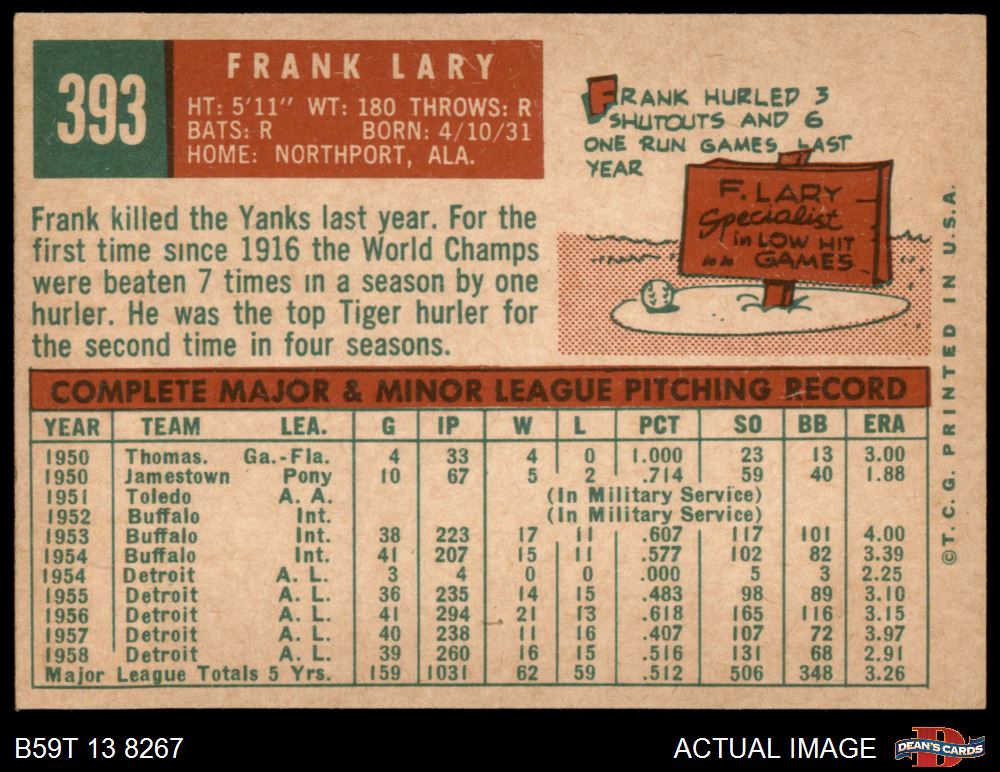 393
FRANK LARY
HT: 5'11" WT: 180 THROWS: R
BATS: R BORN: 4/10/31
HOME: NORTHPORT, ALA.
FRANK HURLED 3
SHUTOUTS AND 6
ONE RUN GAMES LAST
YEAR
F. LARY
Specialist
in LOW HIT
GAMES
Frank killed the Yanks last year. For the
first time since 1916 the World Champs
were beaten 7 times in a season by one
hurler. He was the top Tiger hurler for
the second time in four seasons.
COMPLETE MAJOR & MINOR LEAGUE PITCHING RECORD
YEAR TEAM LEA. G IP W L PCT SO BB ERA
1950 Thomas. Ga.-Fla. 4 33 4 0 1.000 23 13 3.00
1950 Jamestown Pony 10 67 5 2 .714 59 40 1.88
1951 Toledo A. A. (In Military Service)
1952 Buffalo Int. (In Military Service)
1953 Buffalo Int. 38 223 17 11 .607 117 101 4.00
1954 Buffalo Int. 41 207 15 11 .577 102 82 3.39
1954 Detroit A. L. 3 4 0 0 .000 5 3 2.25
1955 Detroit A. L. 36 235 14 15 .483 98 89 3.10
1956 Detroit A. L. 41 294 21 13 .618 165 116 3.15
1957 Detroit A. L. 40 238 11 16 .407 107 72 3.97
1958 Detroit A. L. 39 260 16 15 .516 131 68 2.91
Major League Totals 5 Yrs. 159 1031 62 59 .512 506 348 3.26
©T.C.G. PRINTED IN U.S.A.
B59T 13 8267
ACTUAL IMAGE
DEAN'S CARDS